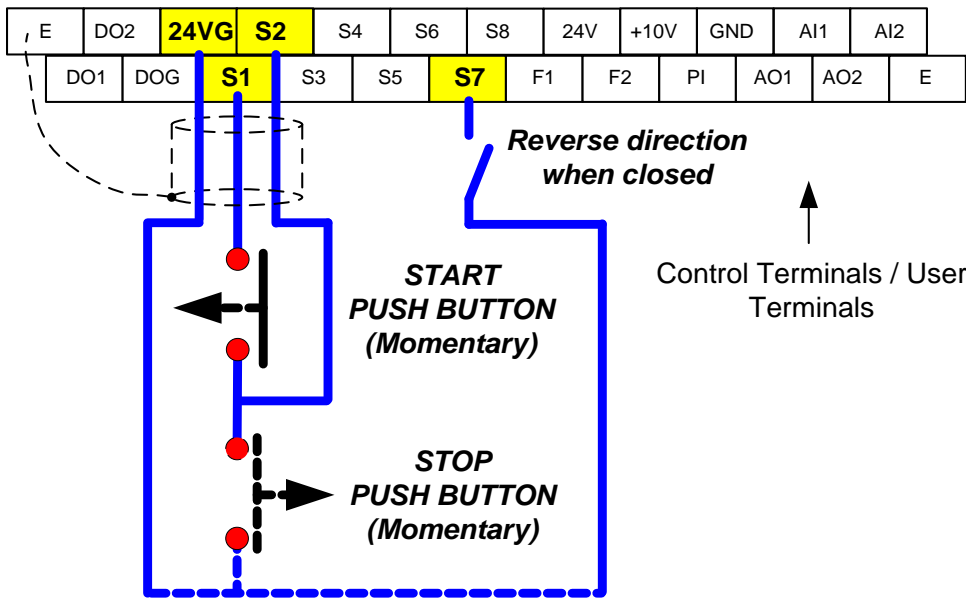 E DO2 24VG S2 S4 S6 S8 24V +10V GND AI1 AI2
DO1 DOG S1 S3 S5 S7 F1 F2 PI AO1 AO2 E
Reverse direction
when closed
START
PUSH BUTTON
(Momentary)
Control Terminals / User
Terminals
STOP
PUSH BUTTON
(Momentary)